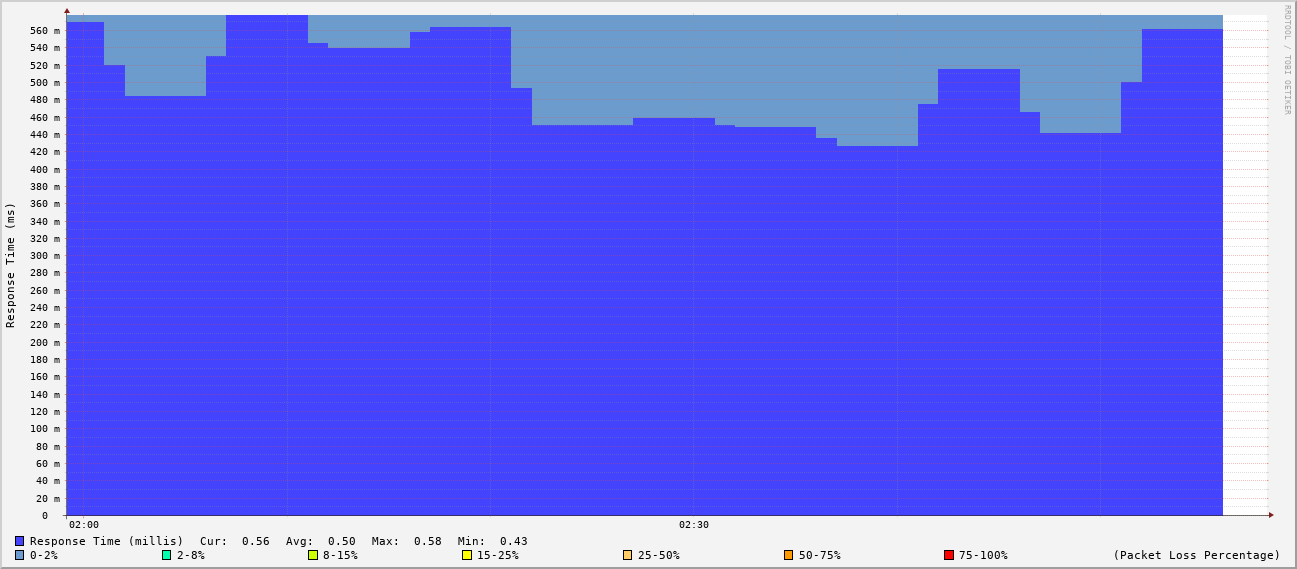 RRDTOOL / TOBI OETIKER
Response Time (ms)
560 m
540 m
520 m
500 m
480 m
460 m
440 m
420 m
400 m
380 m
360 m
340 m
320 m
300 m
280 m
260 m
240 m
220 m
200 m
180 m
160 m
140 m
120 m
100 m
80 m
60 m
40 m
20 m
0
02:00 02:30
Response Time (millis) Cur: 0.56 Avg: 0.50 Max: 0.58 Min: 0.43
0-2% 2-8% 8-15% 15-25% 25-50% 50-75% 75-100% (Packet Loss Percentage)